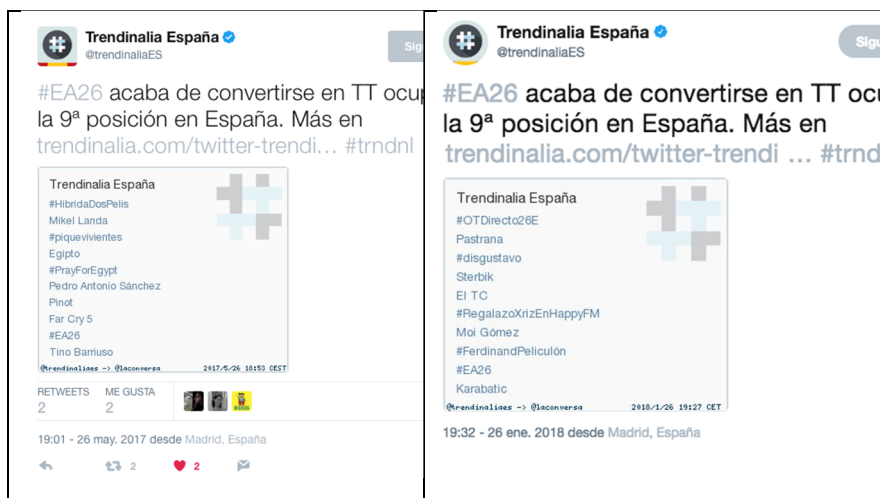 Trendinalia España
@trendinaliaES
Sigu
#EA26 acaba de convertirse en TT ocup
la 9ª posición en España. Más en
trendinalia.com/twitter-trendi... #trndnl
Trendinalia España
#HibridaDosPelis
Mikel Landa
#piquevivientes
Egipto
#PrayForEgypt
Pedro Antonio Sánchez
Pinot
Far Cry 5
#EA26
Tino Barriuso
@trendinaliaes -> @laconversa 2017/5/26 18:53 CEST
RETWEETS ME GUSTA
2 2
19:01 - 26 may. 2017 desde Madrid, España
2 2
Trendinalia España
@trendinaliaES
Sigu
#EA26 acaba de convertirse en TT ocu
la 9ª posición en España. Más en
trendinalia.com/twitter-trendi ... #trnd
Trendinalia España
#OTDirecto26E
Pastrana
#disgustavo
Sterbik
El TC
#RegalazoXrizEnHappyFM
Moi Gómez
#FerdinandPeliculón
#EA26
Karabatic
@trendinaliaes -> @laconversa 2018/1/26 19:27 CET
19:32 - 26 ene. 2018 desde Madrid, España